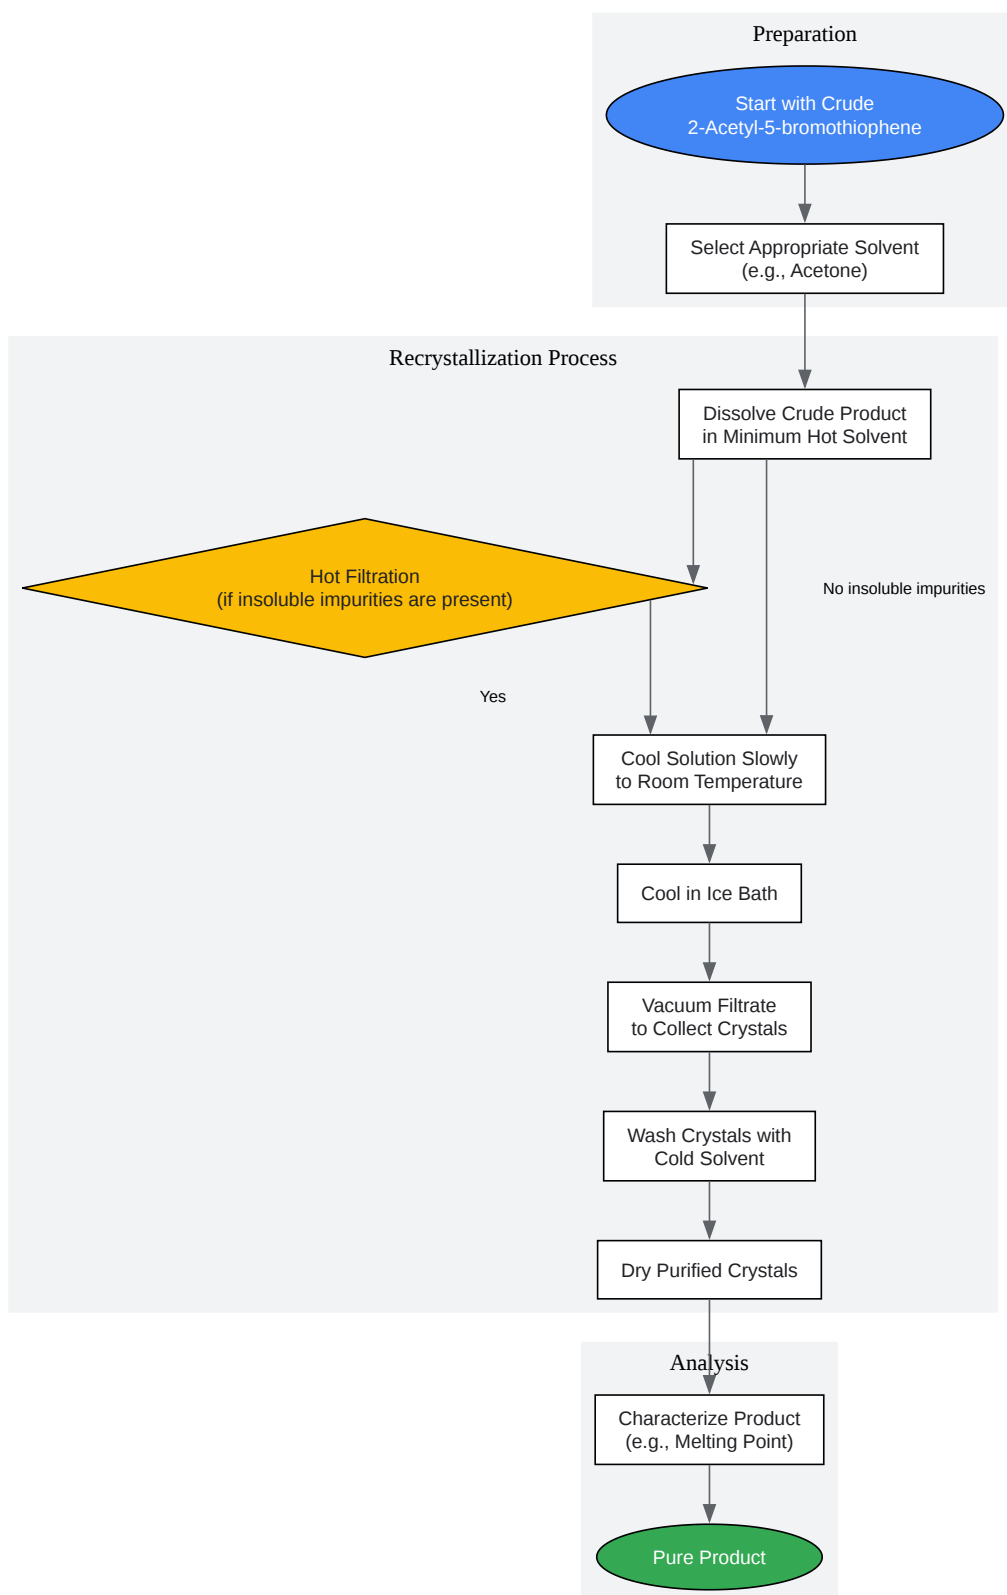 Preparation
Start with Crude
2-Acetyl-5-bromothiophene
Select Appropriate Solvent
(e.g., Acetone)
Recrystallization Process
Dissolve Crude Product
in Minimum Hot Solvent
Hot Filtration
(if insoluble impurities are present)
No insoluble impurities
Yes
Cool Solution Slowly
to Room Temperature
Cool in Ice Bath
Vacuum Filtrate
to Collect Crystals
Wash Crystals with
Cold Solvent
Dry Purified Crystals
Analysis
Characterize Product
(e.g., Melting Point)
Pure Product